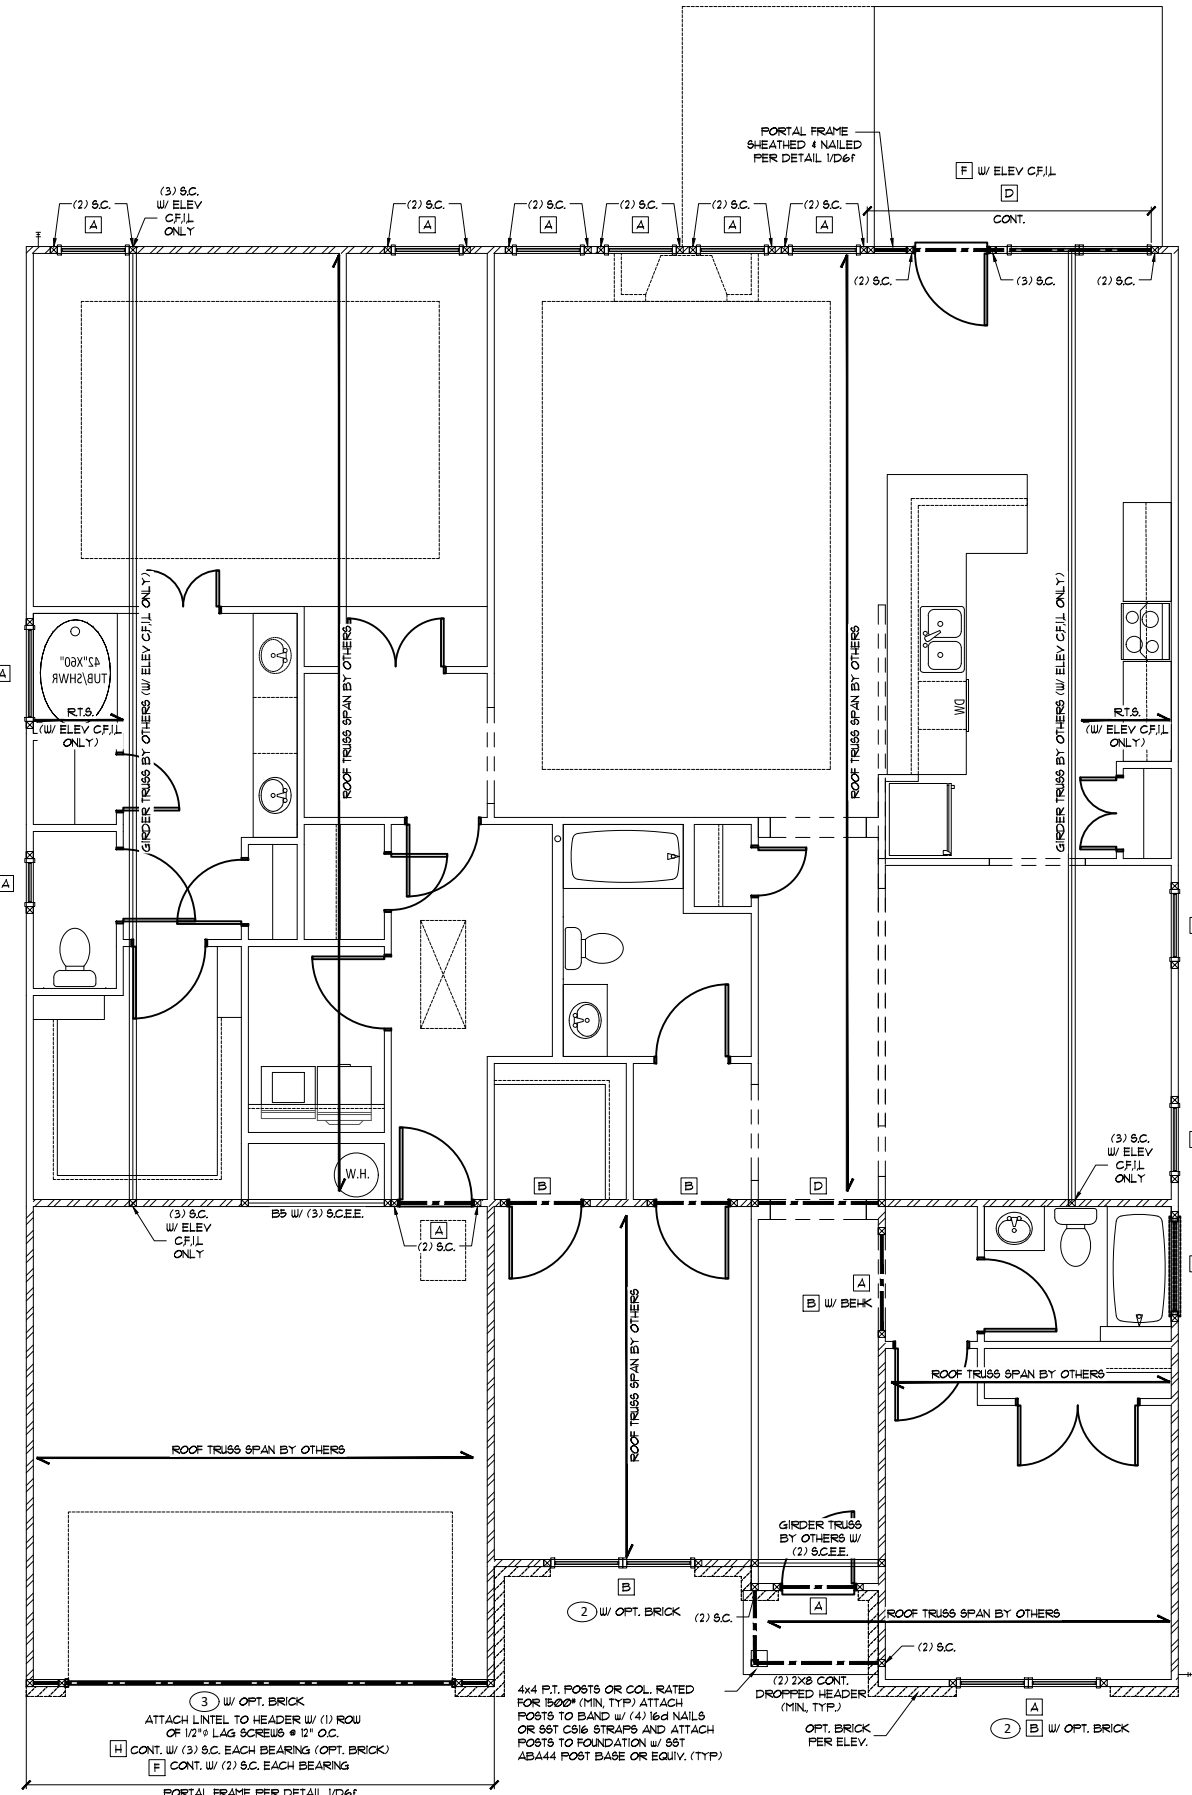 PORTAL FRAME
SHEATHED & NAILED
PER DETAIL 1/D6f
F W/ ELEV C,F,I,L
D
CONT.
(3) S.C.
W/ ELEV
C,F,I,L
ONLY
(2) S.C.
A
(2) S.C.
A
(2) S.C.
A
(2) S.C.
A
(2) S.C.
A
(2) S.C.
A
(2) S.C.
(3) S.C.
(2) S.C.
GIRDER TRUSS BY OTHERS (W/ ELEV C,F,I,L ONLY)
ROOF TRUSS SPAN BY OTHERS
ROOF TRUSS SPAN BY OTHERS
GIRDER TRUSS BY OTHERS (W/ ELEV C,F,I,L ONLY)
42"X60"
TUB/SHWR
A
R.T.S.
(W/ ELEV C,F,I,L
ONLY)
DW
R.T.S.
(W/ ELEV C,F,I,L
ONLY)
A
W.H.
(3) S.C.
W/ ELEV
C,F,I,L
ONLY
B
B
D
(3) S.C.
W/ ELEV
C,F,I,L
ONLY
B5 W/ (3) S.C.E.E.
A
(2) S.C.
A
B W/ BEHK
ROOF TRUSS SPAN BY OTHERS
ROOF TRUSS SPAN BY OTHERS
ROOF TRUSS SPAN BY OTHERS
GIRDER TRUSS
BY OTHERS W/
(2) S.C.E.E.
B
2 W/ OPT. BRICK
(2) S.C.
A
ROOF TRUSS SPAN BY OTHERS
(2) S.C.
(2) 2X8 CONT.
DROPPED HEADER
(MIN., TYP.)
4x4 P.T. POSTS OR COL. RATED
FOR 1500# (MIN, TYP) ATTACH
POSTS TO BAND w/ (4) 16d NAILS
OR SST CS16 STRAPS AND ATTACH
POSTS TO FOUNDATION w/ SST
ABA44 POST BASE OR EQUIV. (TYP)
OPT. BRICK
PER ELEV.
A
2 B W/ OPT. BRICK
3 W/ OPT. BRICK
ATTACH LINTEL TO HEADER W/ (1) ROW
OF 1/2"ø LAG SCREWS @ 12" O.C.
H CONT. W/ (3) S.C. EACH BEARING (OPT. BRICK)
F CONT. W/ (2) S.C. EACH BEARING
PORTAL FRAME PER DETAIL 1/D6f